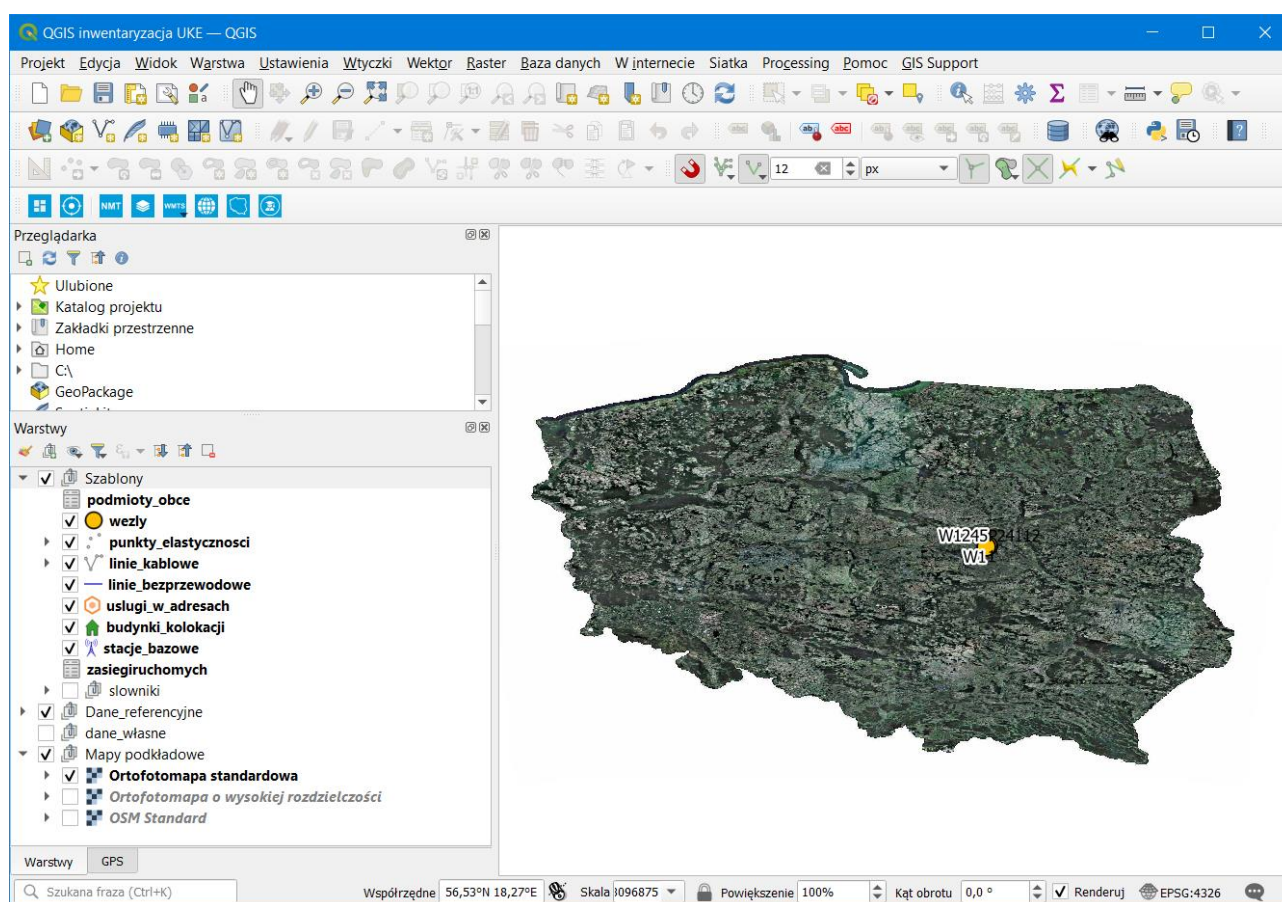 QGIS inwentaryzacja UKE — QGIS
Projekt Edycja Widok Warstwa Ustawienia Wtyczki Wektor Raster Baza danych W internecie Siatka Processing Pomoc GIS Support
12 px
NMT WMTS
Przeglądarka
Ulubione
Katalog projektu
Zakładki przestrzenne
Home
C:\
GeoPackage
Warstwy
Szablony
podmioty_obce
wezly
punkty_elastycznosci
linie_kablowe
linie_bezprzewodowe
uslugi_w_adresach
budynki_kolokacji
stacje_bazowe
zasiegiruchomych
slowniki
Dane_referencyjne
dane_własne
Mapy podkładowe
Ortofotomapa standardowa
Ortofotomapa o wysokiej rozdzielczości
OSM Standard
W1
Warstwy GPS
Szukana fraza (Ctrl+K) Współrzędne 56,53°N 18,27°E Skala Powiększenie 100% Kąt obrotu 0,0 ° Renderuj EPSG:4326